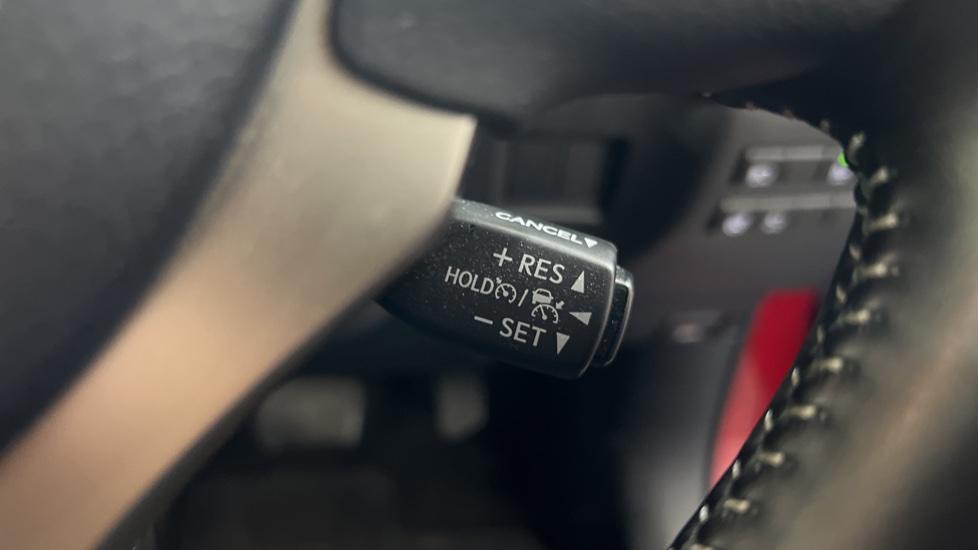 CANCEL▼
+ RES ▲
HOLD /
− SET ▼